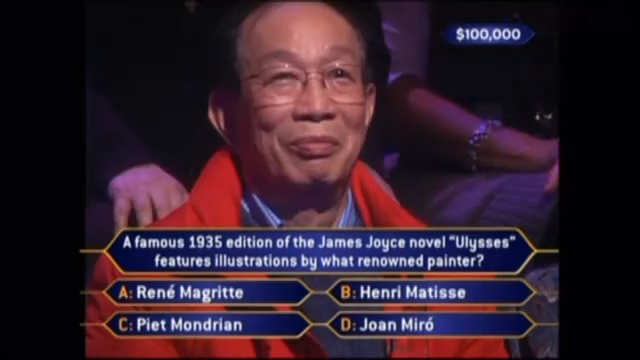 $100,000
A famous 1935 edition of the James Joyce novel "Ulysses"
features illustrations by what renowned painter?
A: René Magritte
B: Henri Matisse
C: Piet Mondrian
D: Joan Miró